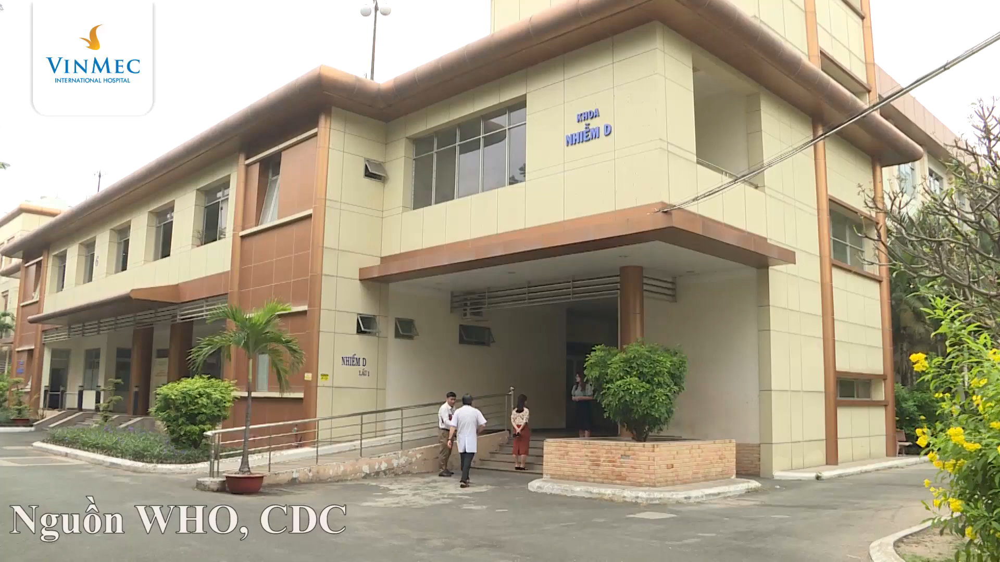 VINMEC
INTERNATIONAL HOSPITAL
KHOA
NHIỄM D
NHIỄM D
LẦU 1
Nguồn WHO, CDC